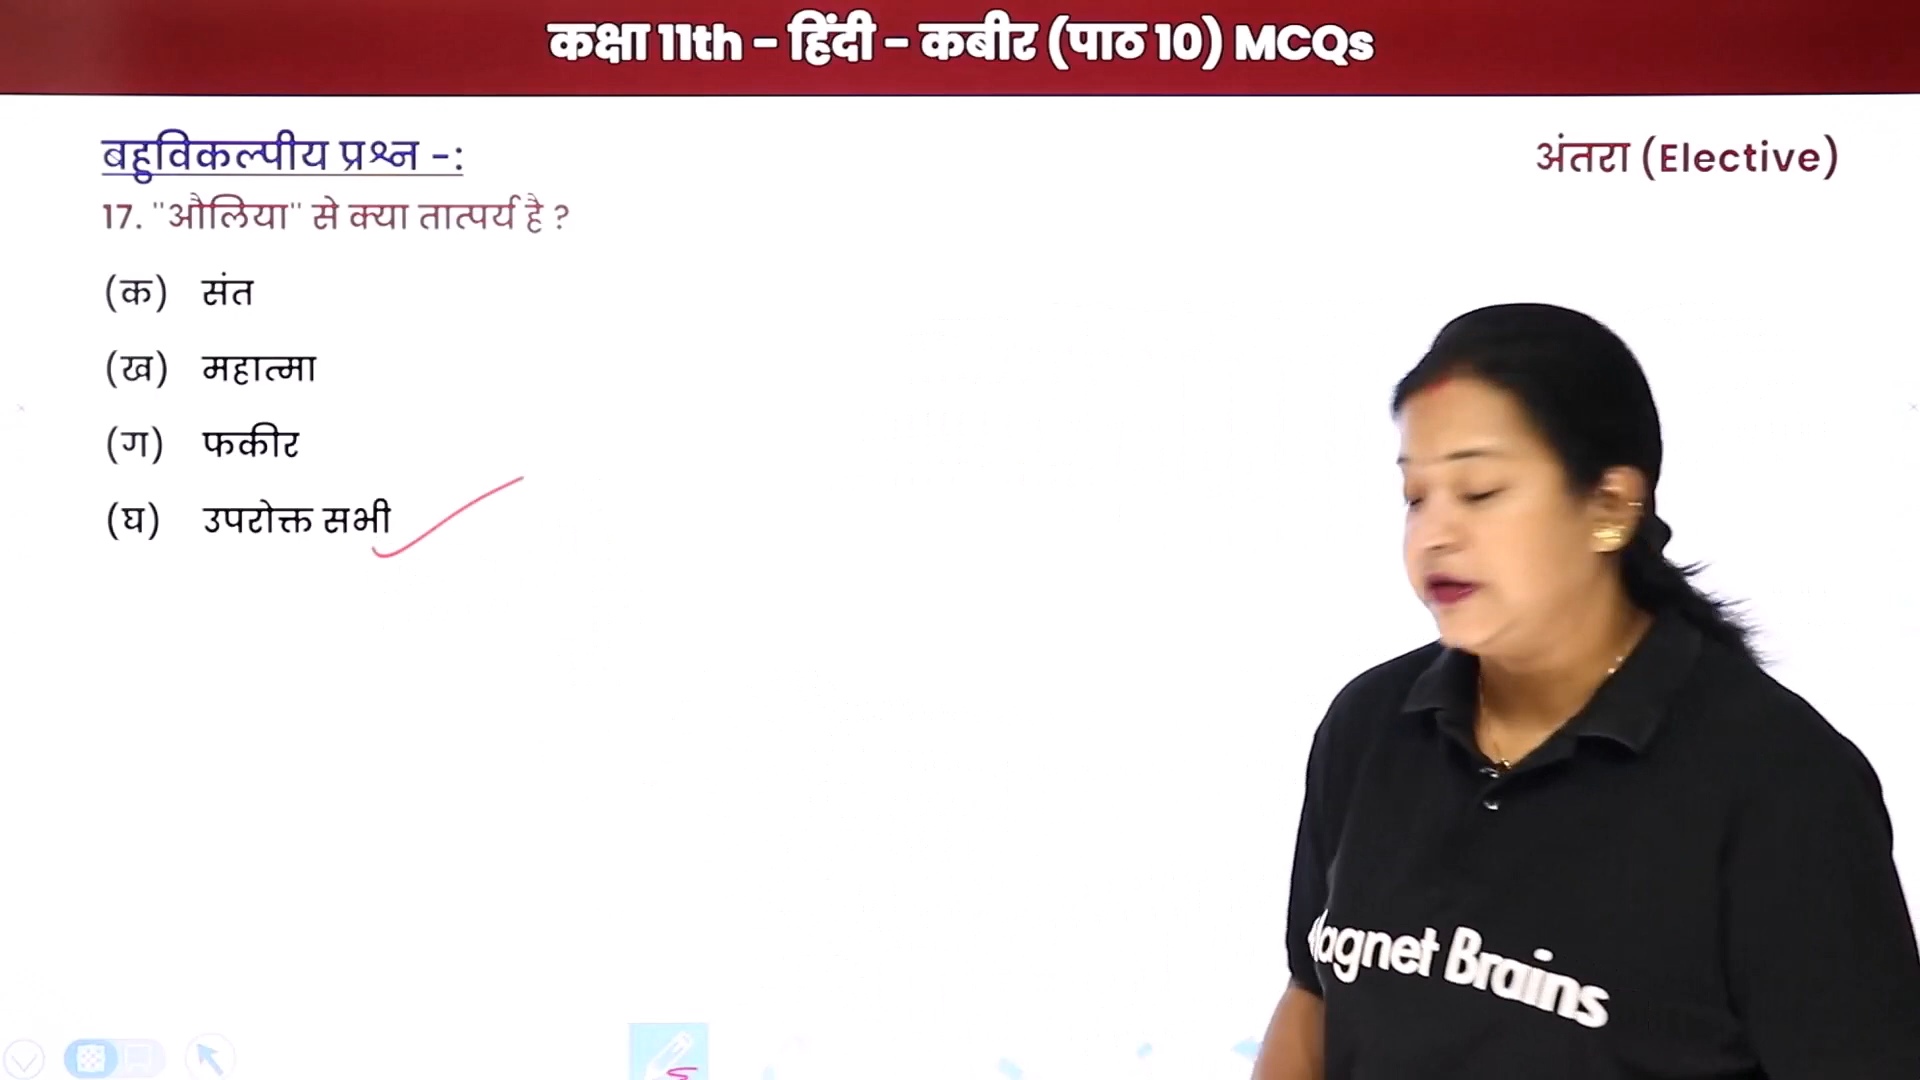 कक्षा 11th - हिंदी - कबीर (पाठ 10) MCQs
बहुविकल्पीय प्रश्न -:
अंतरा (Elective)
17. "औलिया" से क्या तात्पर्य है ?
(क) संत
(ख) महात्मा
(ग) फकीर
(घ) उपरोक्त सभी
agnet Brains